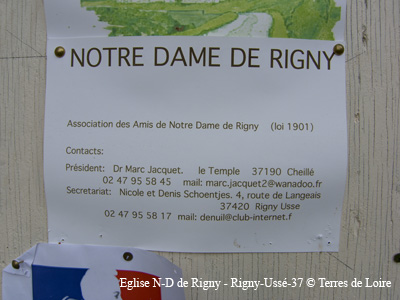 NOTRE DAME DE RIGNY
Association des Amis de Notre Dame de Rigny (loi 1901)
Contacts:
Président: Dr Marc Jacquet. le Temple 37190 Cheillé
02 47 95 58 45 mail: marc.jacquet2@wanadoo.fr
Secretariat: Nicole et Denis Schoentjes. 4, route de Langeais
37420 Rigny Usse
02 47 95 58 17 mail: denuil@club-internet.f
Eglise N-D de Rigny - Rigny-Ussé-37 © Terres de Loire